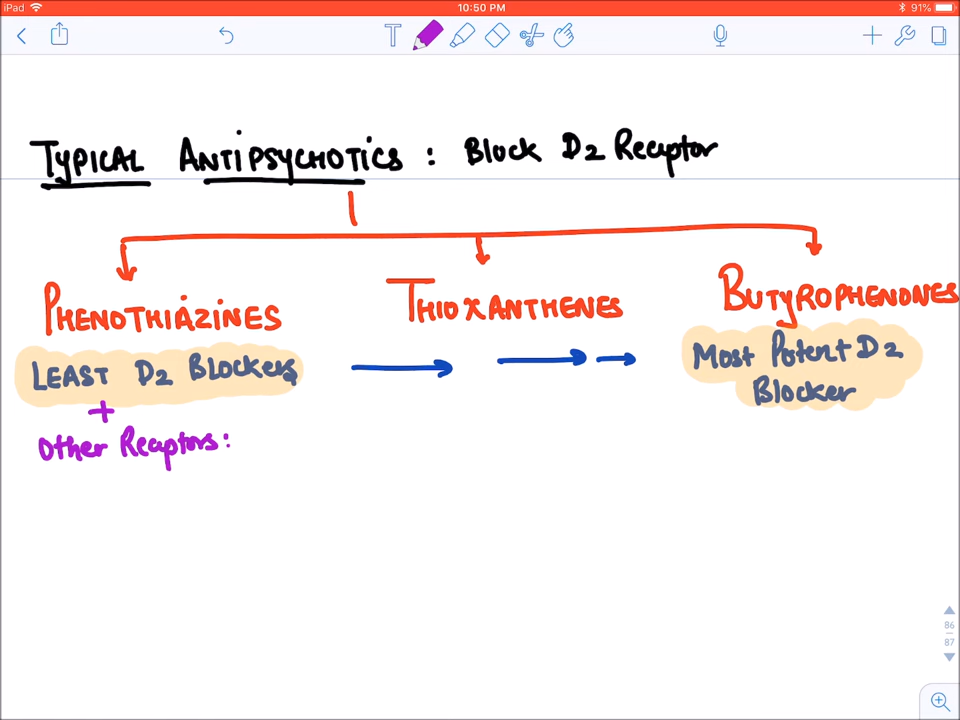 iPad 10:50 PM 91%
T
TYPICAL ANTIPSYCHOTICS : Block D2 Receptor
PHENOTHIAZINES THIOXANTHENES BUTYROPHENONES
LEAST D2 Blockers Most Potent D2
Blocker
+
Other Receptors:
86
87